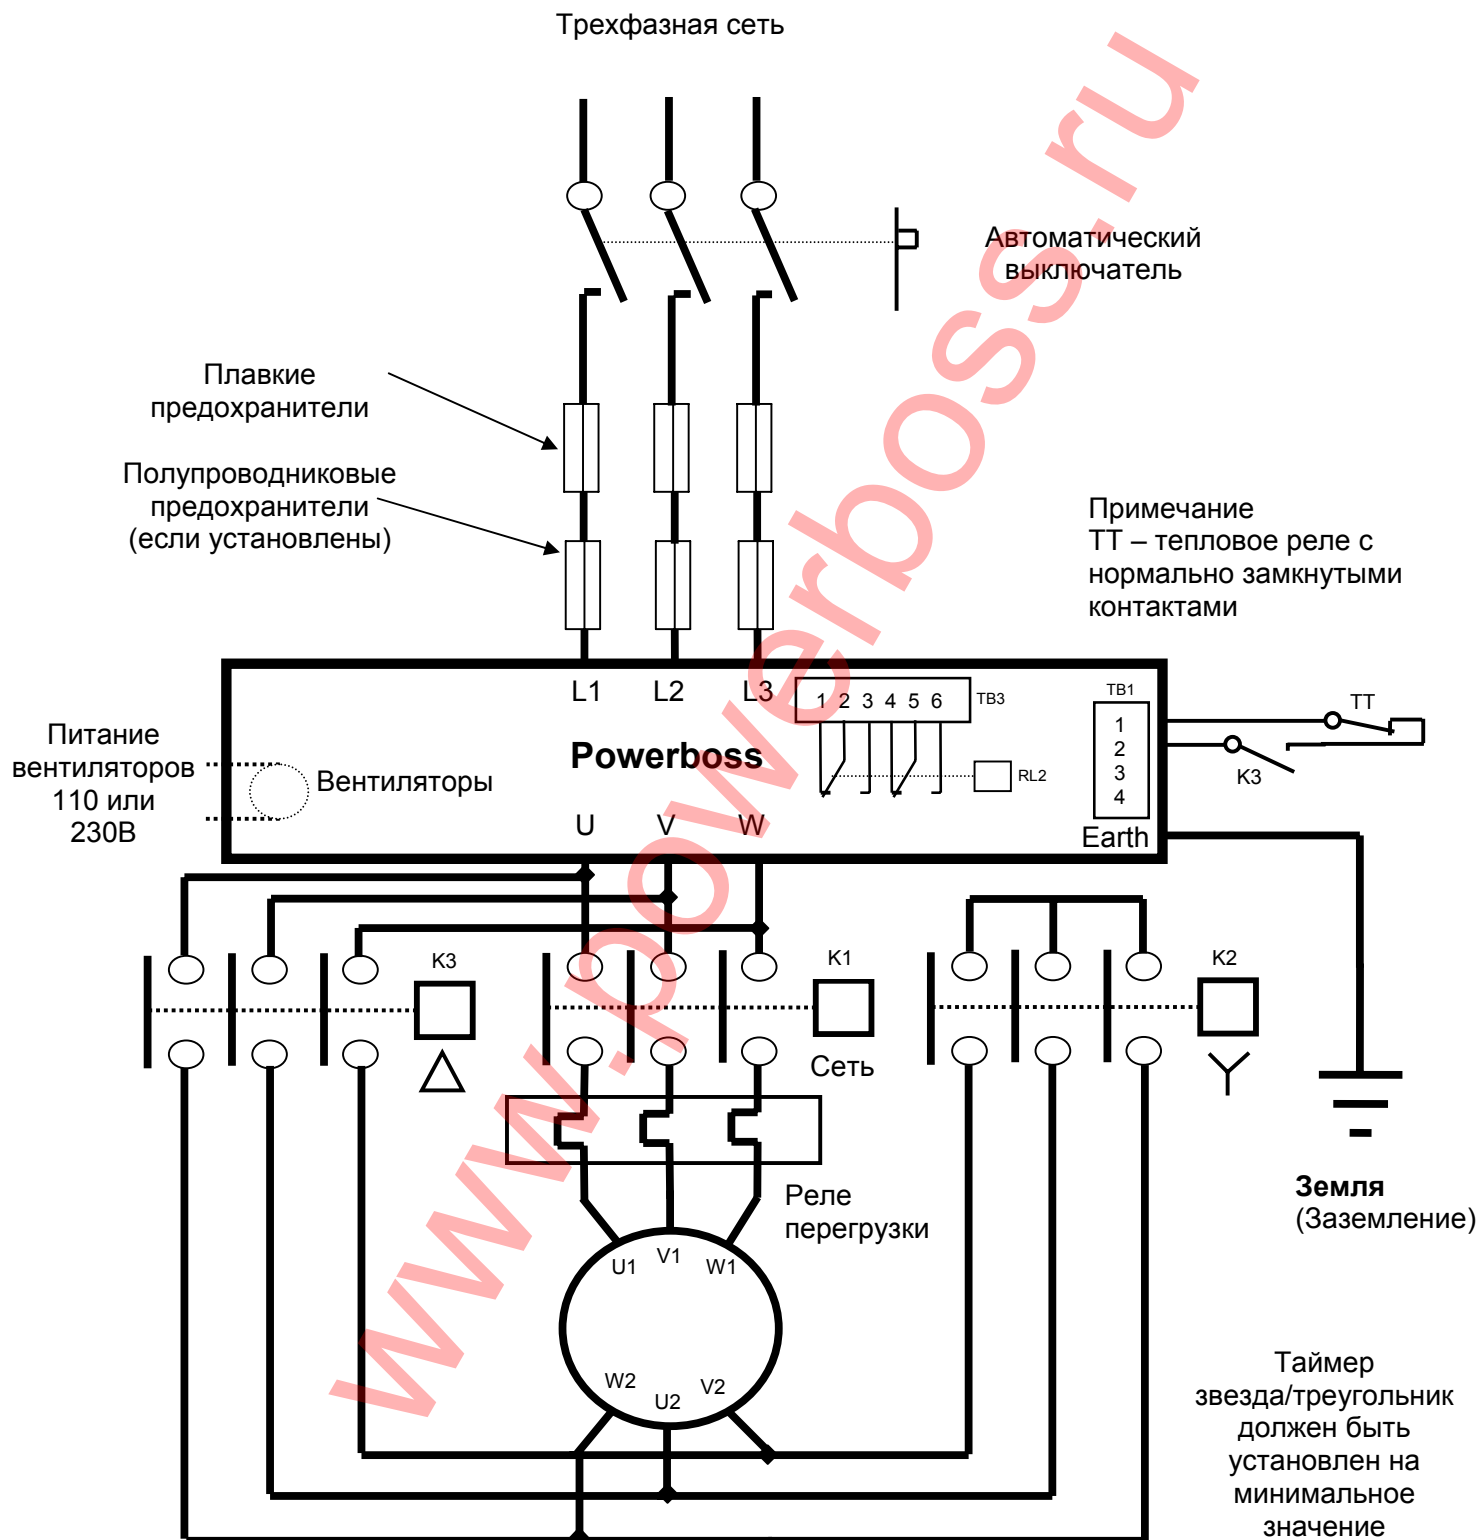 Трехфазная сеть
Автоматический
выключатель
Плавкие
предохранители
Полупроводниковые
предохранители
(если установлены)
Примечание
ТТ – тепловое реле с
нормально замкнутыми
контактами
L1 L2 L3
1 2 3 4 5 6
TB3
TB1
1
2
3
4
TT
K3
Питание
вентиляторов
110 или
230В
Вентиляторы
Powerboss
RL2
U V W
Earth
K3
K1
K2
Сеть
Реле
перегрузки
Земля
(Заземление)
U1 V1 W1
W2 U2 V2
Таймер
звезда/треугольник
должен быть
установлен на
минимальное
значение
www.powerboss.ru